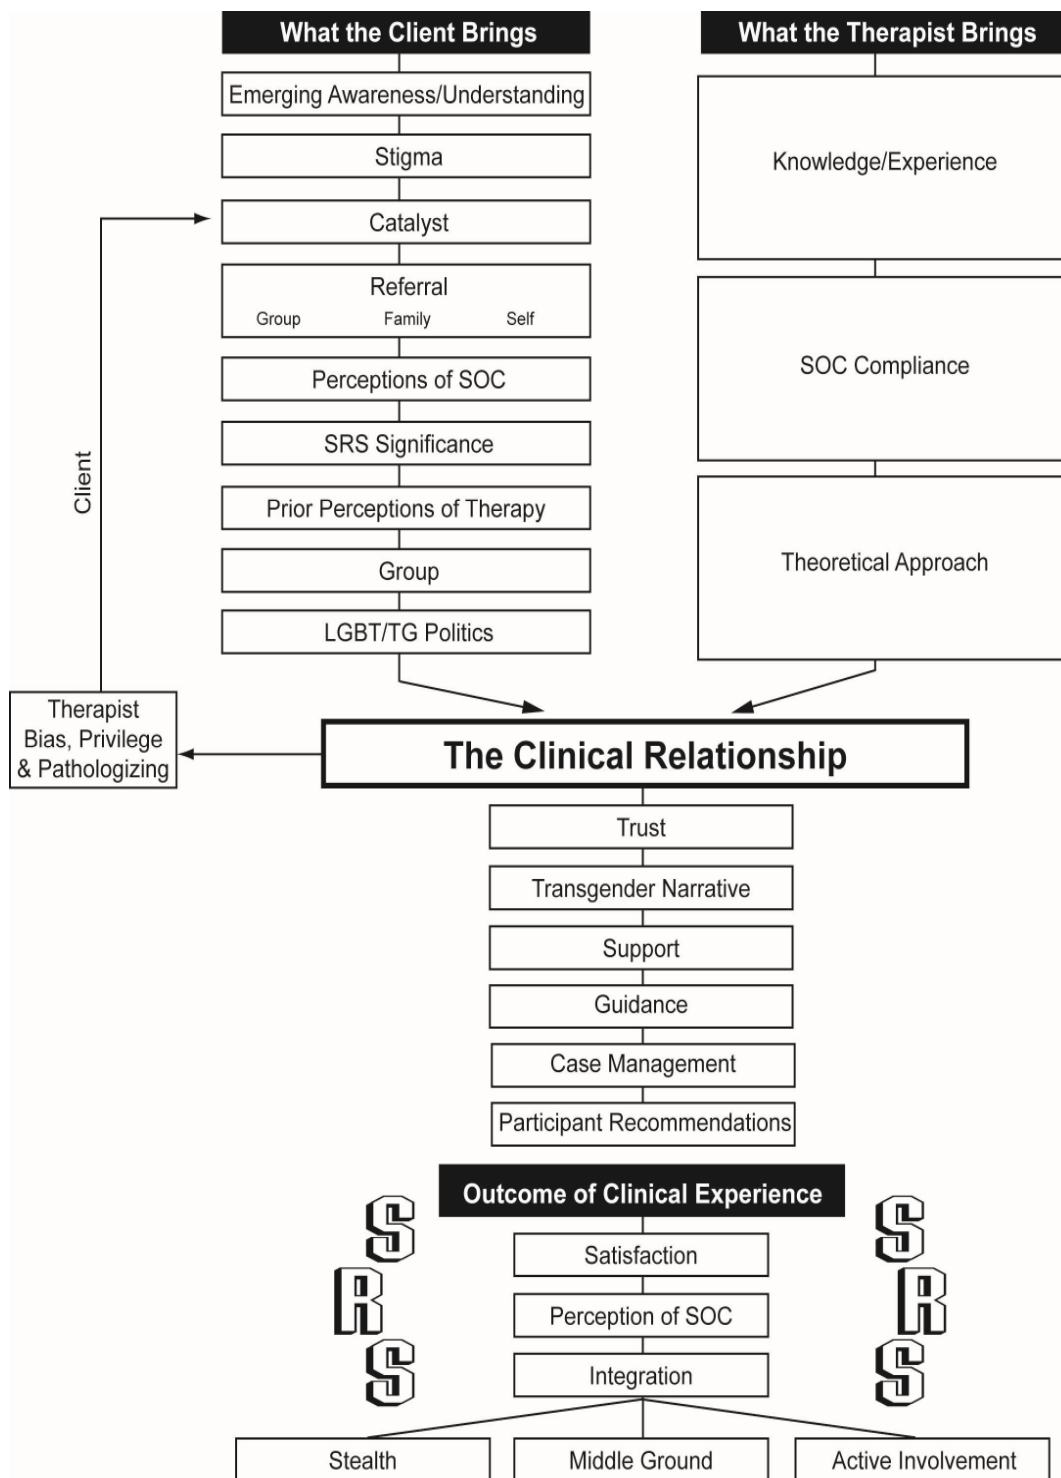 What the Client Brings
Emerging Awareness/Understanding
Stigma
Catalyst
Referral
Group Family Self
Perceptions of SOC
SRS Significance
Prior Perceptions of Therapy
Group
LGBT/TG Politics
What the Therapist Brings
Knowledge/Experience
SOC Compliance
Theoretical Approach
Client
Therapist
Bias, Privilege
& Pathologizing
The Clinical Relationship
Trust
Transgender Narrative
Support
Guidance
Case Management
Participant Recommendations
Outcome of Clinical Experience
S
R
S
Satisfaction
Perception of SOC
Integration
S
R
S
Stealth
Middle Ground
Active Involvement